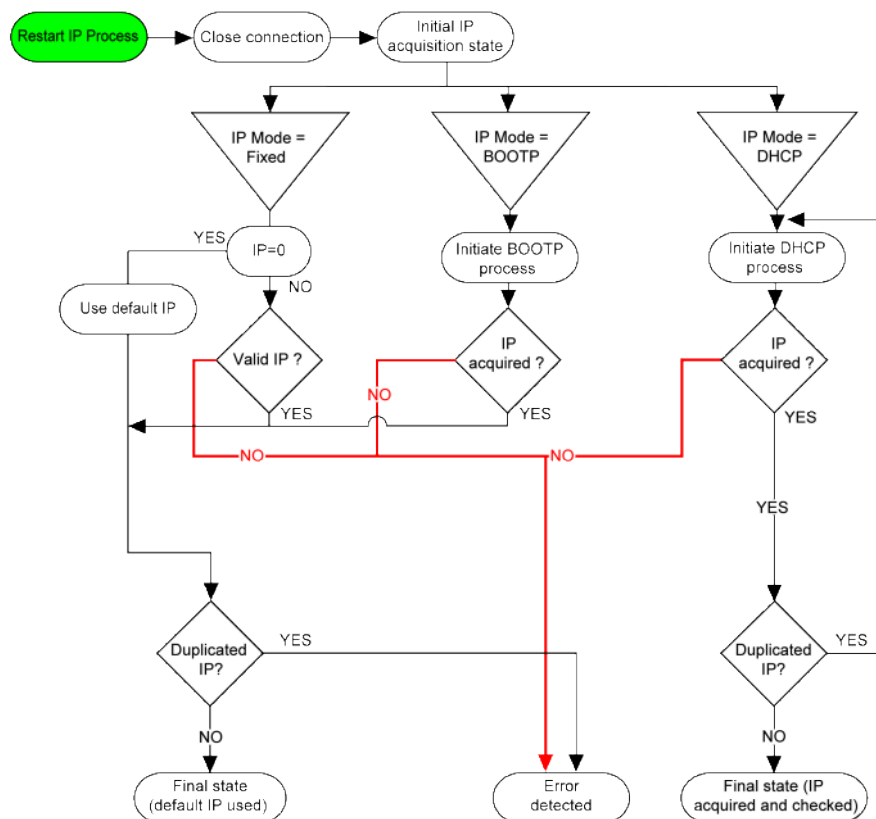 Restart IP Process
Close connection
Initial IP
acquisition state
IP Mode =
Fixed
IP Mode =
BOOTP
IP Mode =
DHCP
YES
IP=0
Initiate BOOTP
process
Initiate DHCP
process
NO
Use default IP
Valid IP ?
IP
acquired ?
IP
acquired ?
NO
YES
YES
YES
NO
NO
YES
Duplicated
IP?
YES
Duplicated
IP?
YES
NO
NO
Final state
(default IP used)
Error
detected
Final state (IP
acquired and checked)